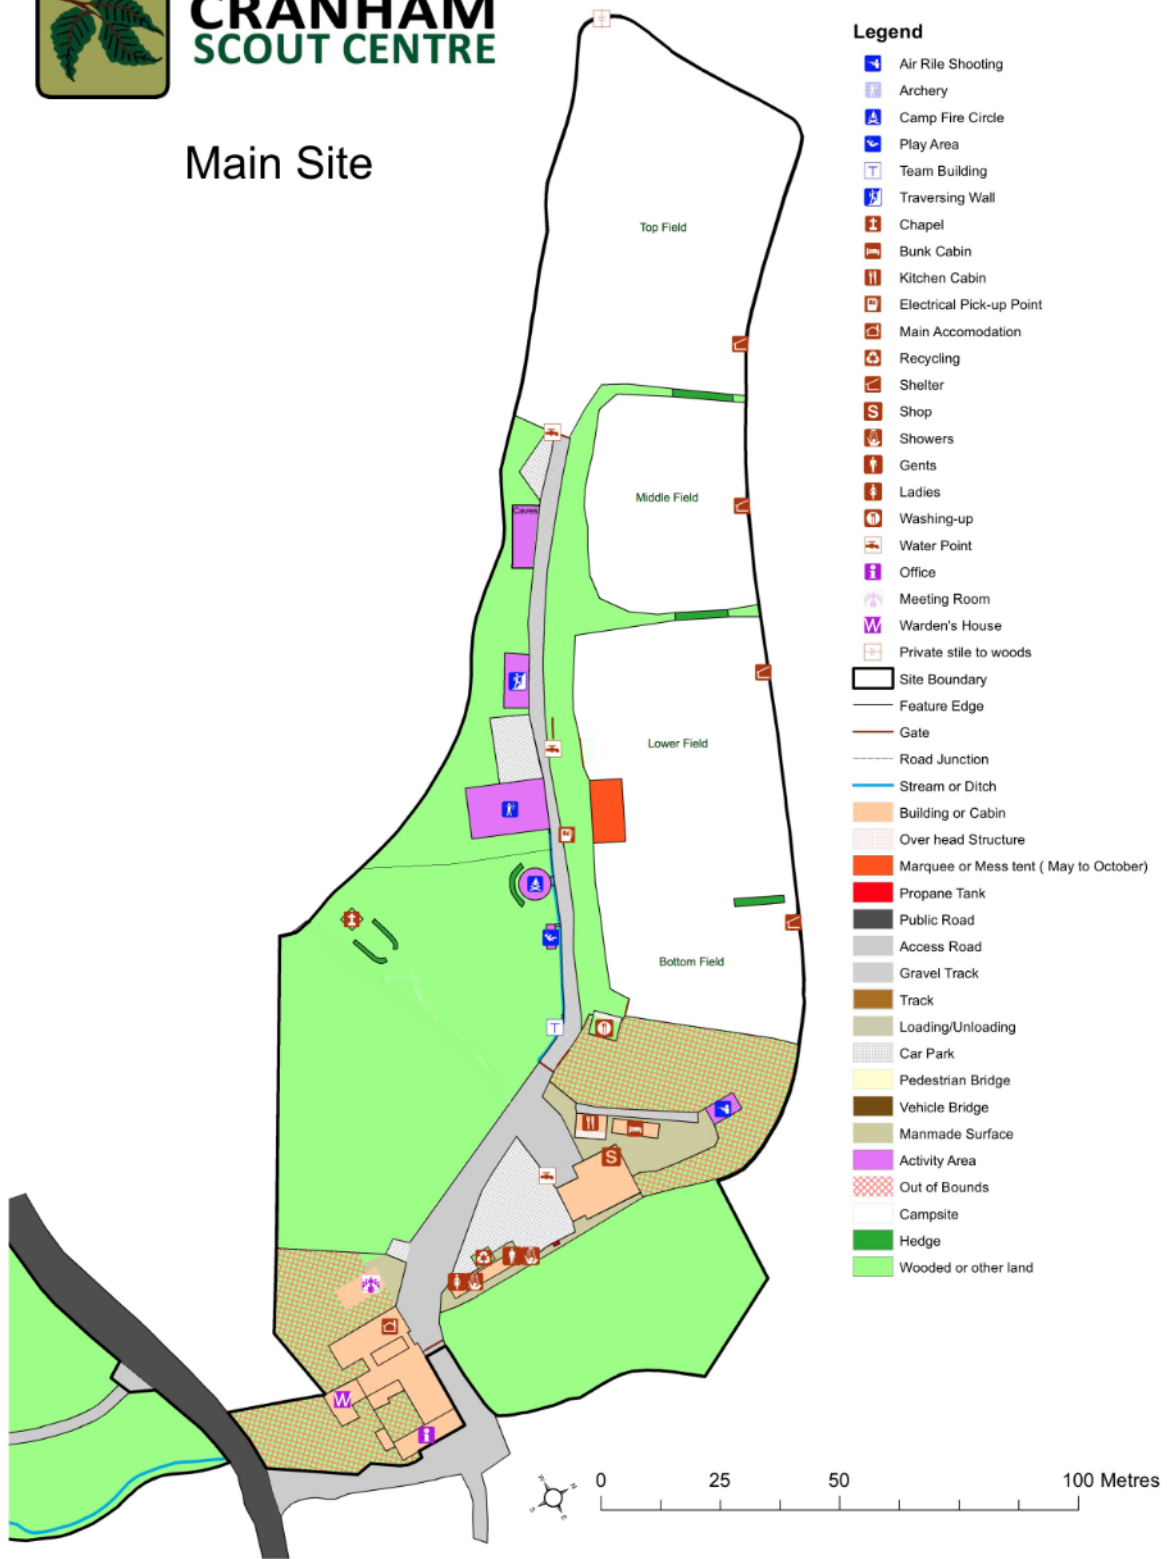 CRANHAM
SCOUT CENTRE
Main Site
Legend
Air Rile Shooting
Archery
Camp Fire Circle
Play Area
T Team Building
Traversing Wall
Chapel
Bunk Cabin
Kitchen Cabin
Electrical Pick-up Point
Main Accomodation
Recycling
Shelter
S Shop
Showers
Gents
Ladies
Washing-up
Water Point
i Office
Meeting Room
W Warden's House
Private stile to woods
Site Boundary
Feature Edge
Gate
Road Junction
Stream or Ditch
Building or Cabin
Over head Structure
Marquee or Mess tent ( May to October)
Propane Tank
Public Road
Access Road
Gravel Track
Track
Loading/Unloading
Car Park
Pedestrian Bridge
Vehicle Bridge
Manmade Surface
Activity Area
Out of Bounds
Campsite
Hedge
Wooded or other land
Top Field
Middle Field
Caves
Lower Field
Bottom Field
T
S
W
i
W N
S E
0 25 50 100 Metres